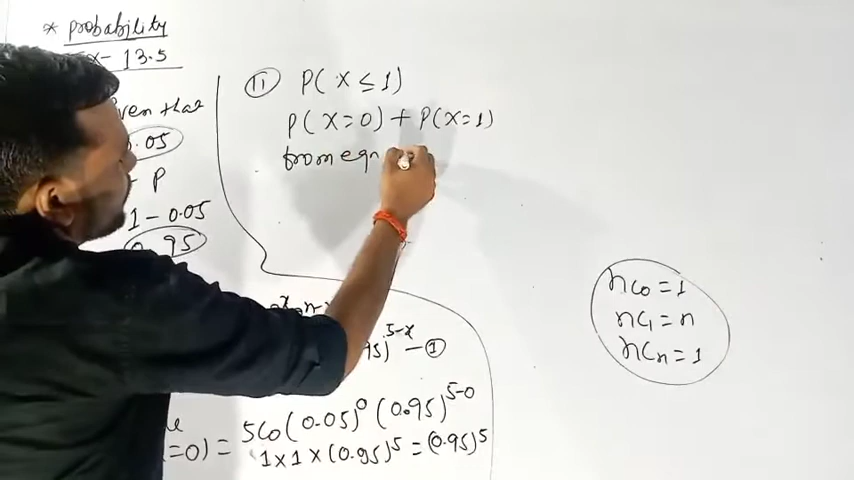 * probability
- 13.5
that
0.05
P
1 - 0.05
0.95
(11) P( X ≤ 1)
P( X = 0) + P(X = 1)
from eqn
5-x
95) - ①
= 5C0 (0.05)^0 (0.95)^5-0
=0) =
1×1×(0.95)^5 = (0.95)^5
nC0 = 1
nC1 = n
nCn = 1